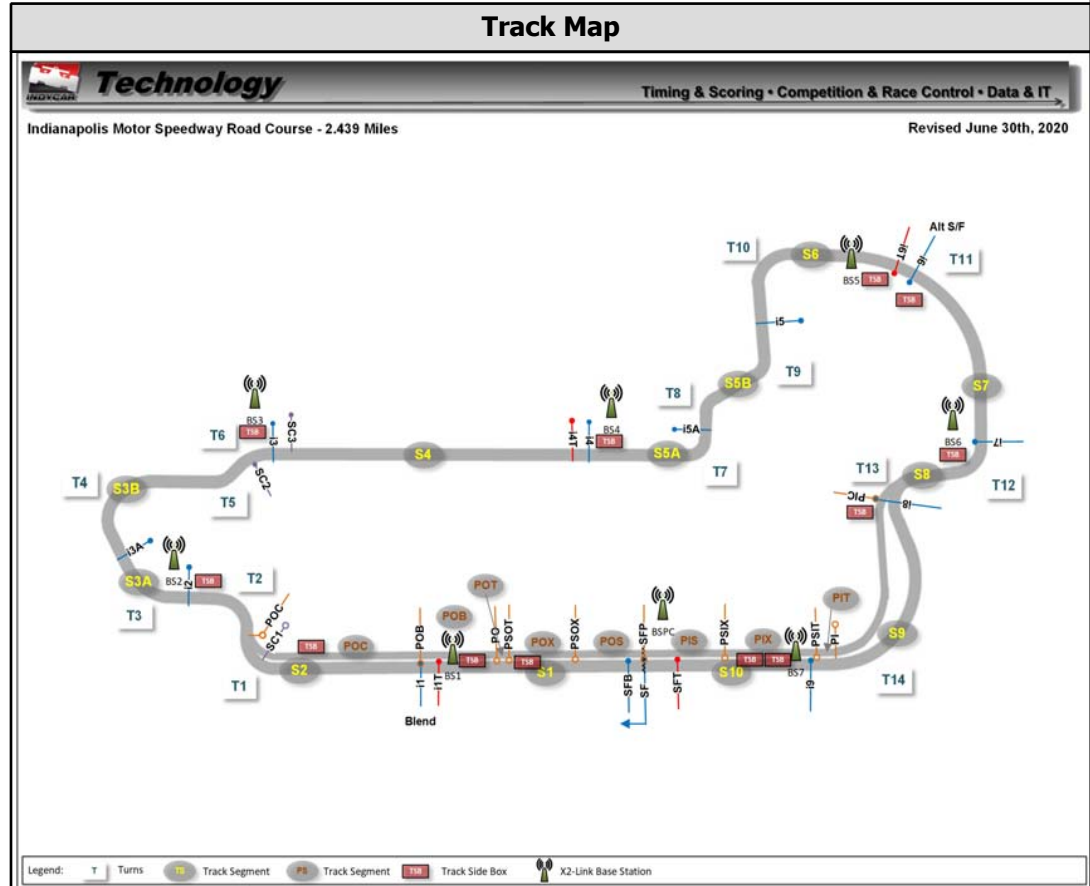 Track Map
INDYCAR
Technology
Timing & Scoring • Competition & Race Control • Data & IT
Indianapolis Motor Speedway Road Course - 2.439 Miles
Revised June 30th, 2020
Alt S/F
T10
S6
BS5
TSB
i6T
i6
TSB
T11
i5
T9
S5B
T8
S7
BS3
TSB
T6
i3
SC3
BS4
TSB
i4T
i4
i5A
BS6
TSB
i7
S4
S5A
T7
T4
S3B
T5
SC2
T13
S8
T12
PIC
i8
TSB
i3A
BS2
TSB
i2
T2
S3A
T3
POC
SC1
POT
POB
POB
PO
PSOT
PSOX
SFP
BSPC
PIT
PSIT
PI
PSIX
S9
TSB
POC
BS1
TSB
POX
TSB
POS
PIS
PIX
TSB
TSB
BS7
T1
S2
i1
i1T
S1
SFB
SF
SFT
S10
i9
T14
Blend
Legend:
T
Turns
TS
Track Segment
PS
Track Segment
TSB
Track Side Box
X2-Link Base Station